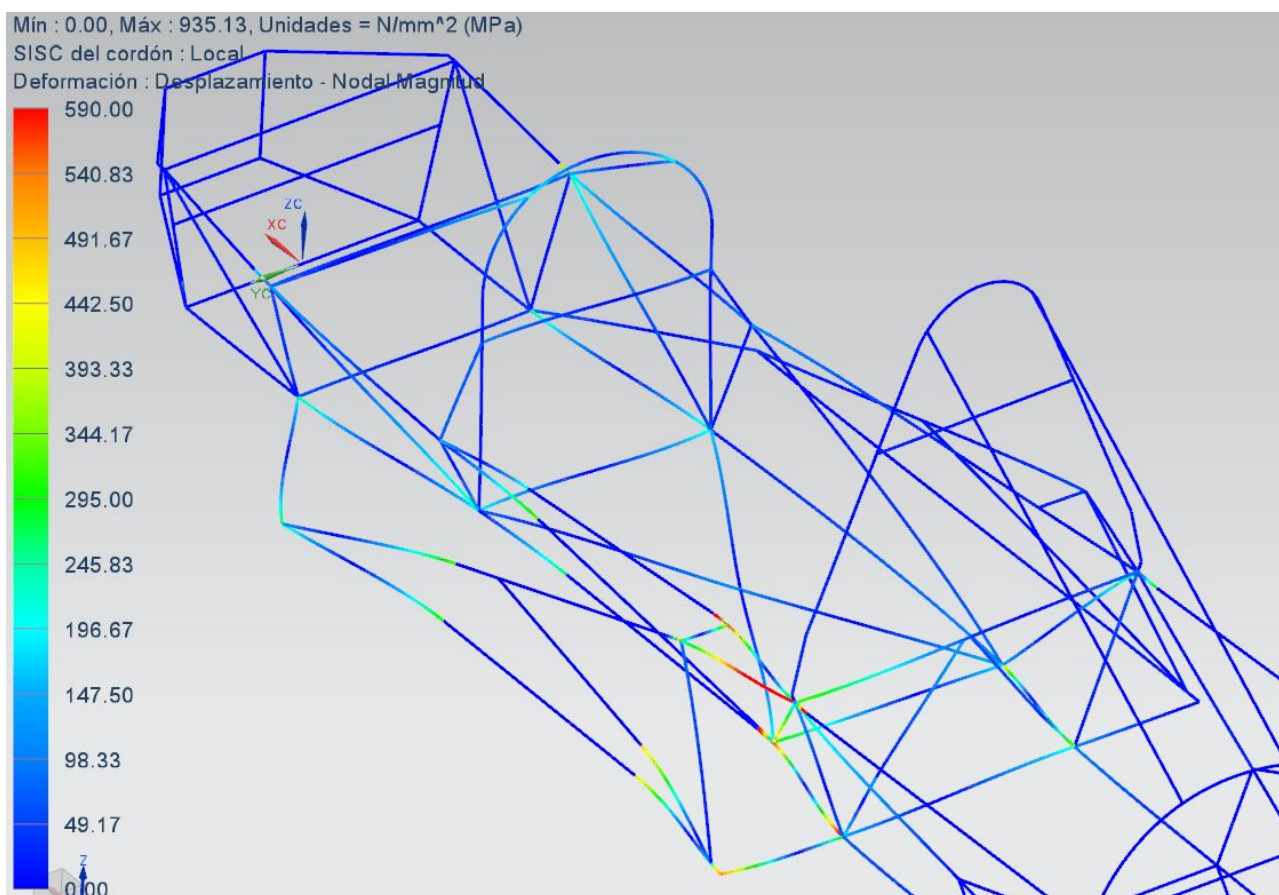 Mín : 0.00, Máx : 935.13, Unidades = N/mm^2 (MPa)
SISC del cordón : Local
Deformación : Desplazamiento - Nodal Magnitud
590.00
540.83
491.67
442.50
393.33
344.17
295.00
245.83
196.67
147.50
98.33
49.17
0.00
ZC
XC
YC
Z